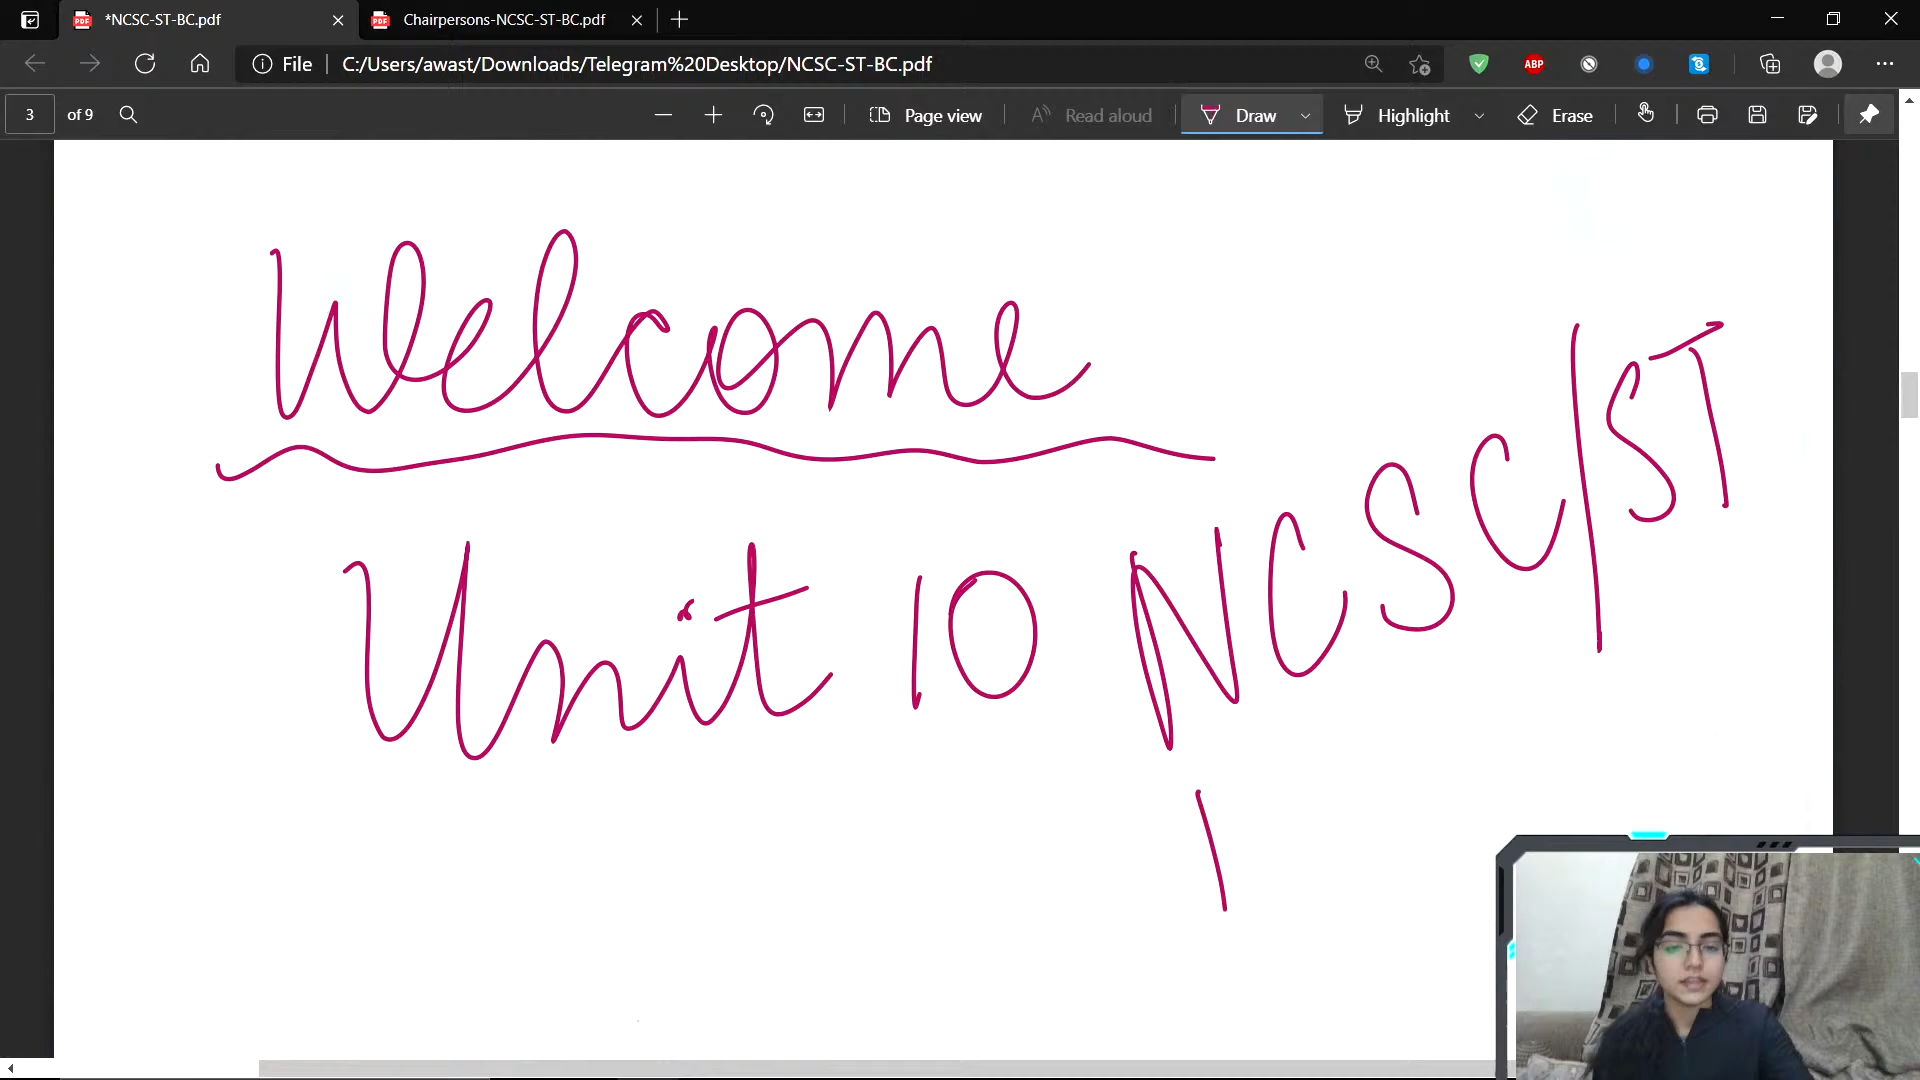 *NCSC-ST-BC.pdf
Chairpersons-NCSC-ST-BC.pdf
File
C:/Users/awast/Downloads/Telegram%20Desktop/NCSC-ST-BC.pdf
ABP
3 of 9
Page view
Read aloud
Draw
Highlight
Erase
Welcome
Unit 10 NCSC/ST